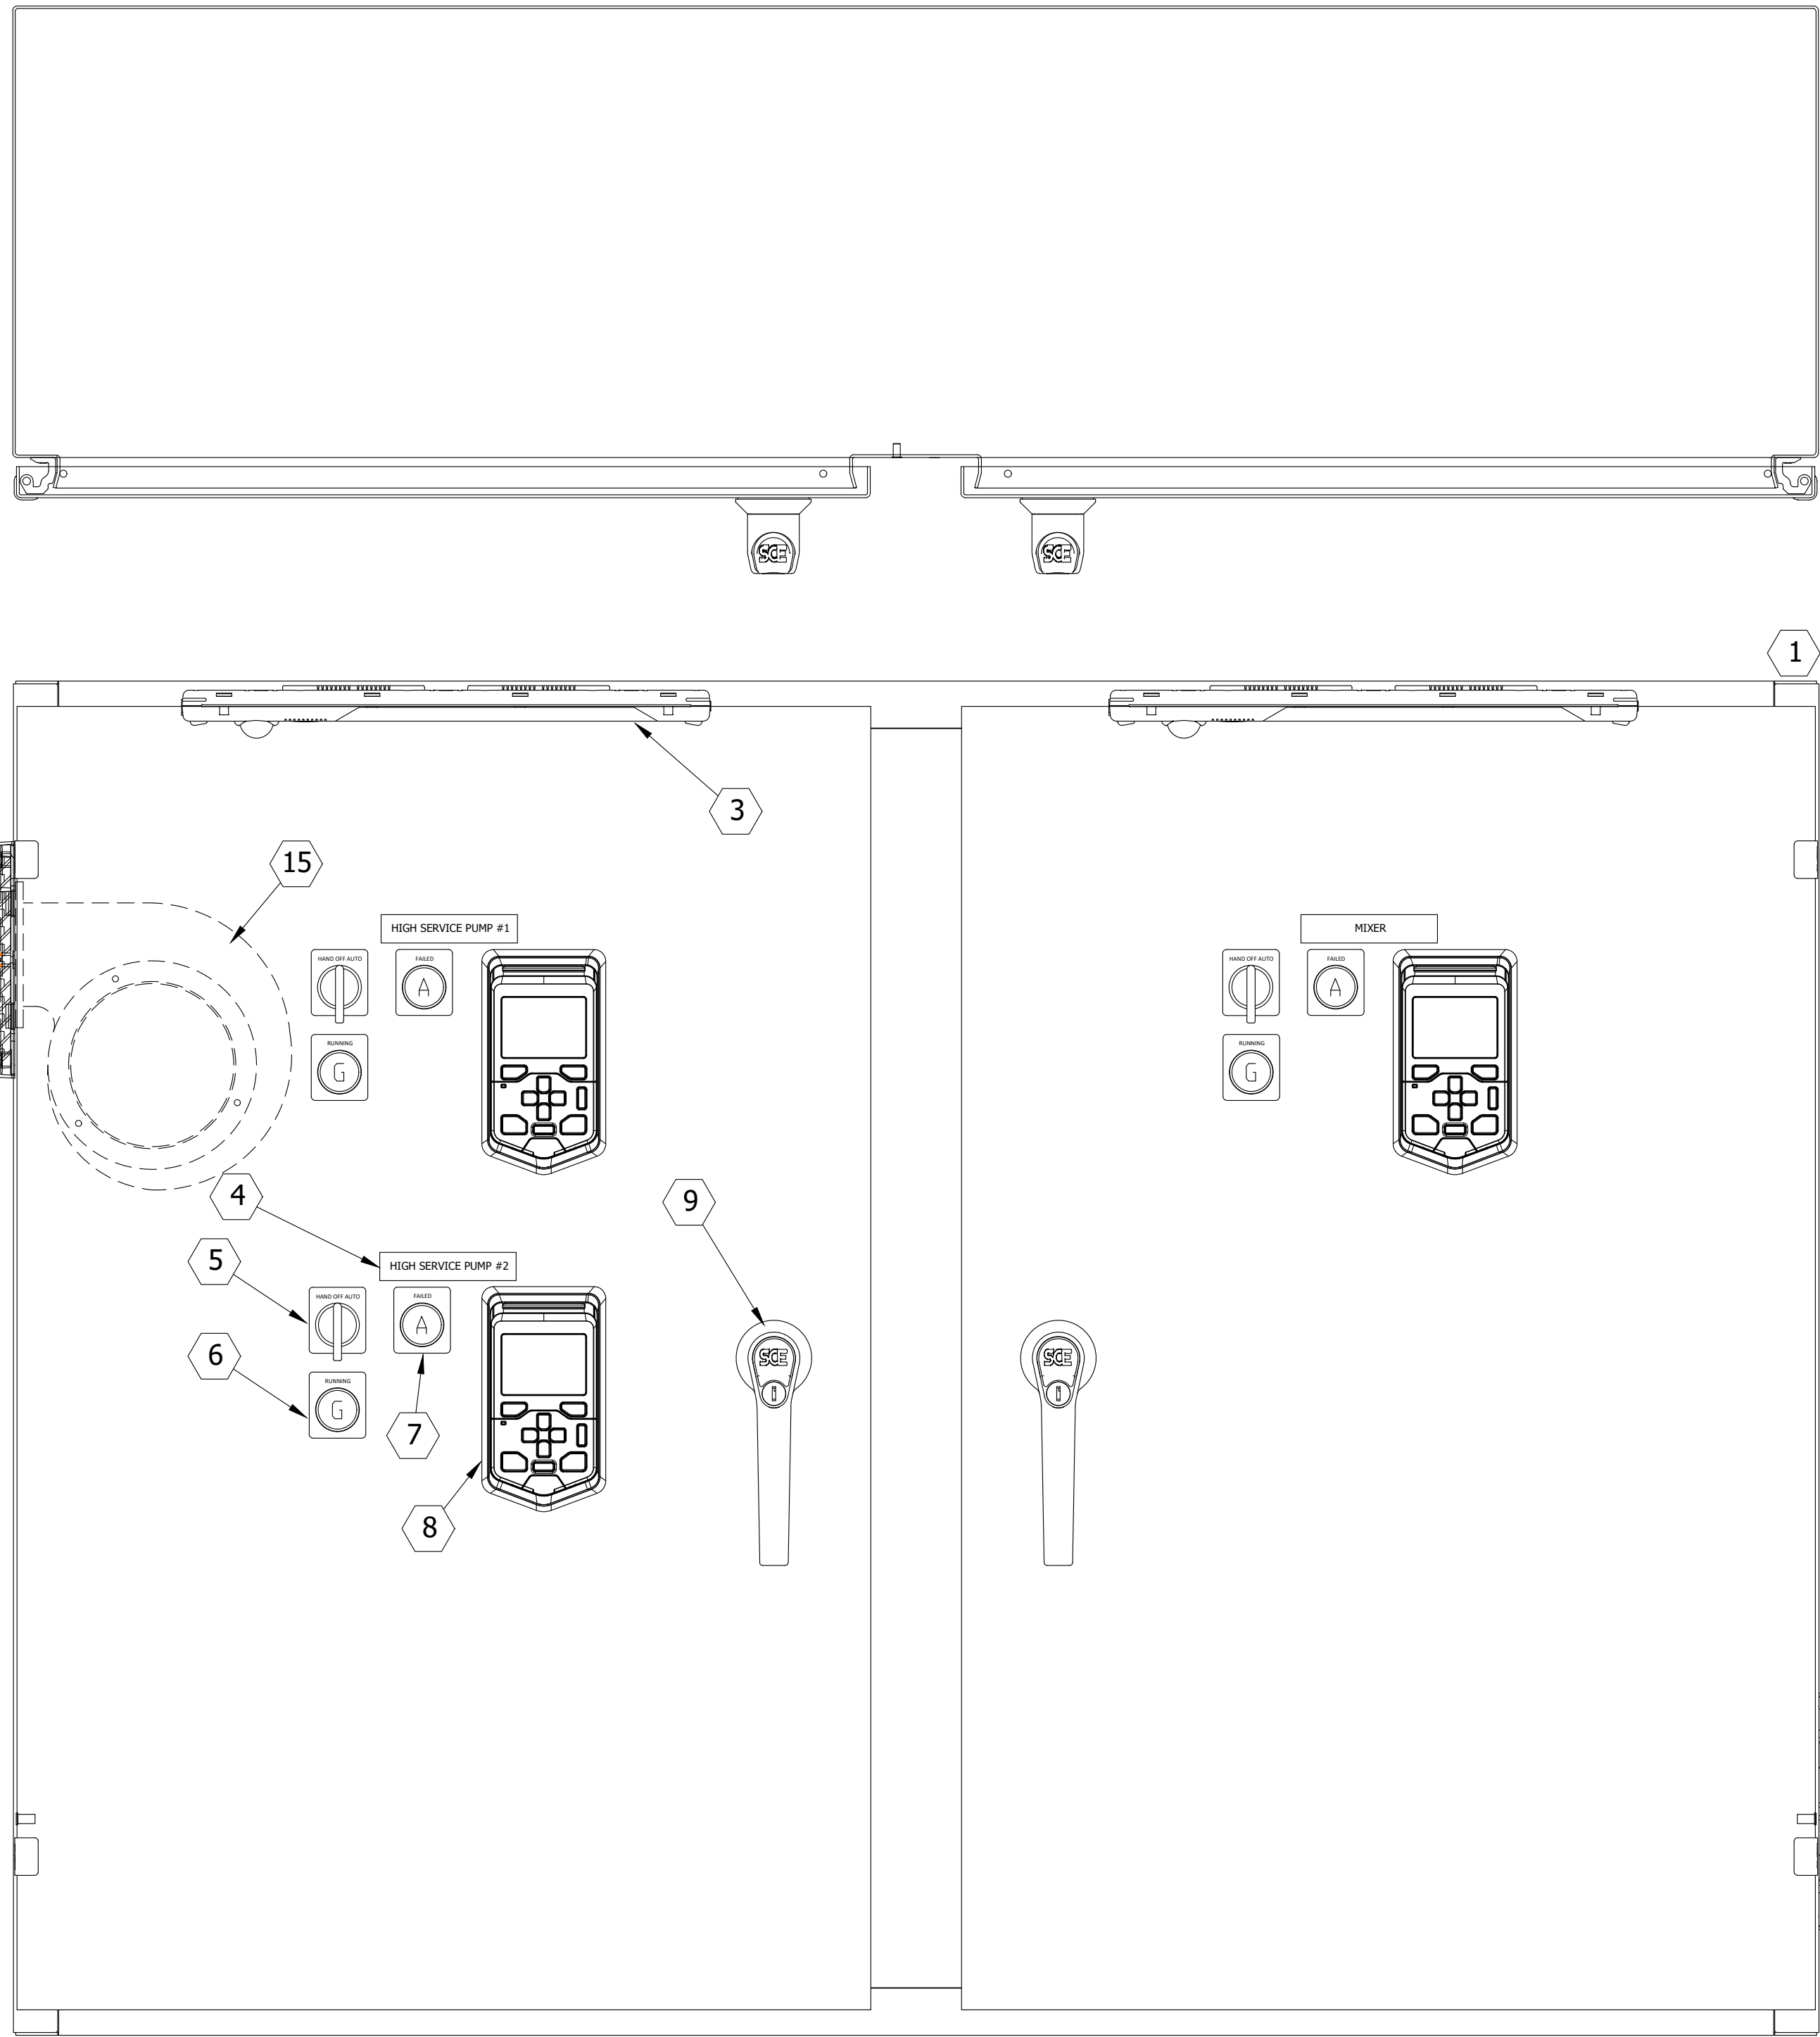 SCE
SCE
1
3
15
HIGH SERVICE PUMP #1
MIXER
HAND OFF AUTO
FAILED
HAND OFF AUTO
FAILED
A
A
RUNNING
RUNNING
G
G
4
9
HIGH SERVICE PUMP #2
5
HAND OFF AUTO
FAILED
A
SCE
SCE
6
RUNNING
G
7
8